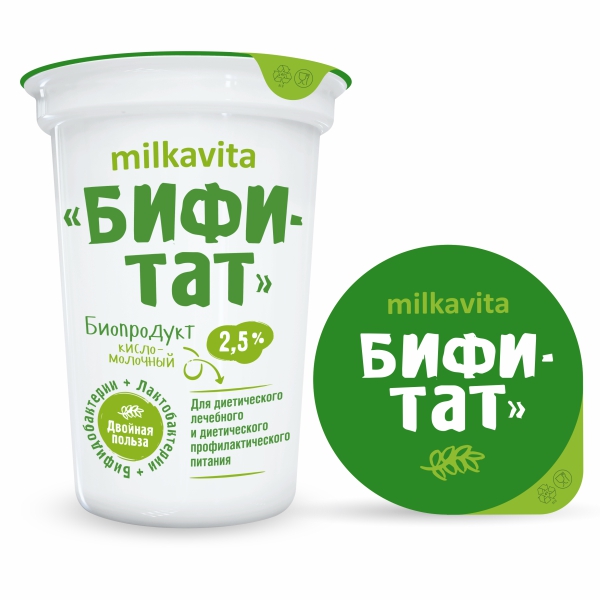 milkavita
«БИФИ-
ТАТ»
Биопродукт
кисло-
молочный
2,5%
Бифидобактерии + Лактобактерии +
Двойная
польза
Для диетического
лечебного
и диетического
профилактического
питания
milkavita
БИФИ-
ТАТ»